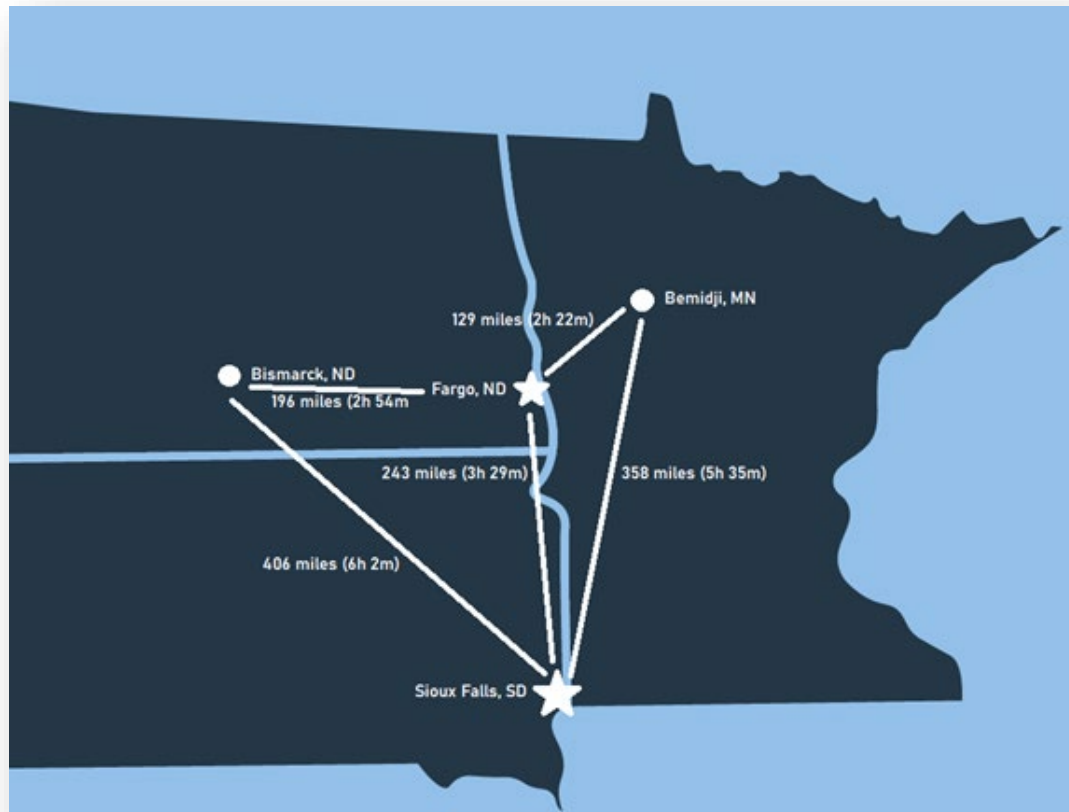 Bemidji, MN
129 miles (2h 22m)
Bismarck, ND
Fargo, ND
196 miles (2h 54m
243 miles (3h 29m)
358 miles (5h 35m)
406 miles (6h 2m)
Sioux Falls, SD